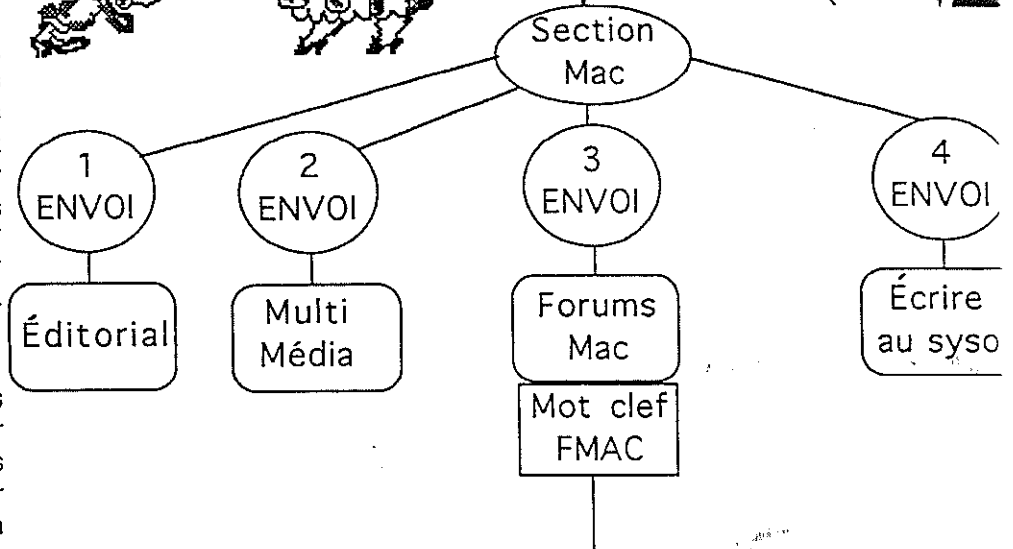 Section
Mac
1
ENVOI
2
ENVOI
3
ENVOI
4
ENVOI
Éditorial
Multi
Média
Forums
Mac
Écrire
au syso
Mot clef
FMAC